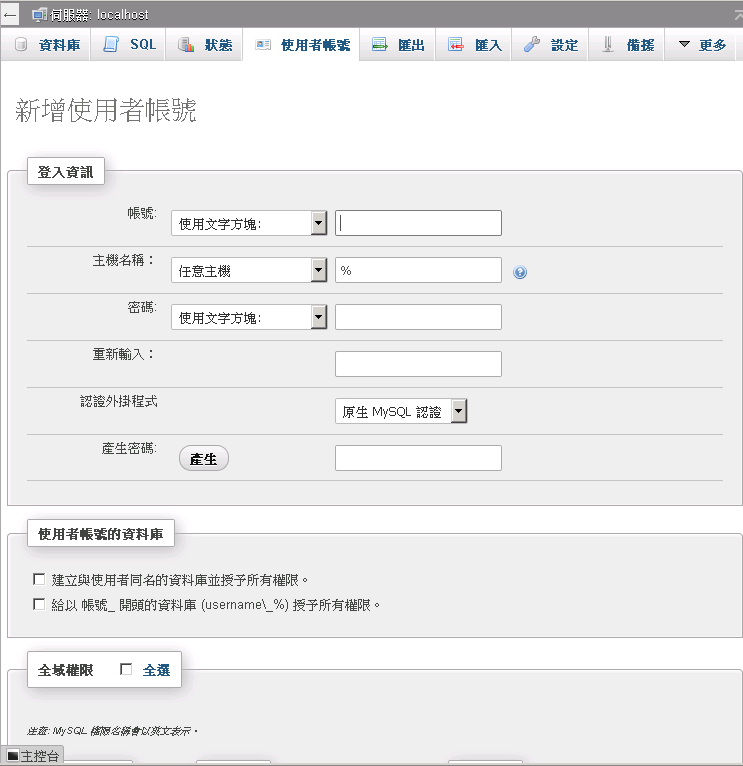 伺服器: localhost
資料庫 SQL 狀態 使用者帳號 匯出 匯入 設定 備援 更多
新增使用者帳號
登入資訊
帳號: 使用文字方塊:
主機名稱： 任意主機 %
密碼: 使用文字方塊:
重新輸入：
認證外掛程式 原生 MySQL 認證
產生密碼: 產生
使用者帳號的資料庫
建立與使用者同名的資料庫並授予所有權限。
給以 帳號_ 開頭的資料庫 (username\_%) 授予所有權限。
全域權限 全選
注意: MySQL 權限名稱會以英文表示。
主控台